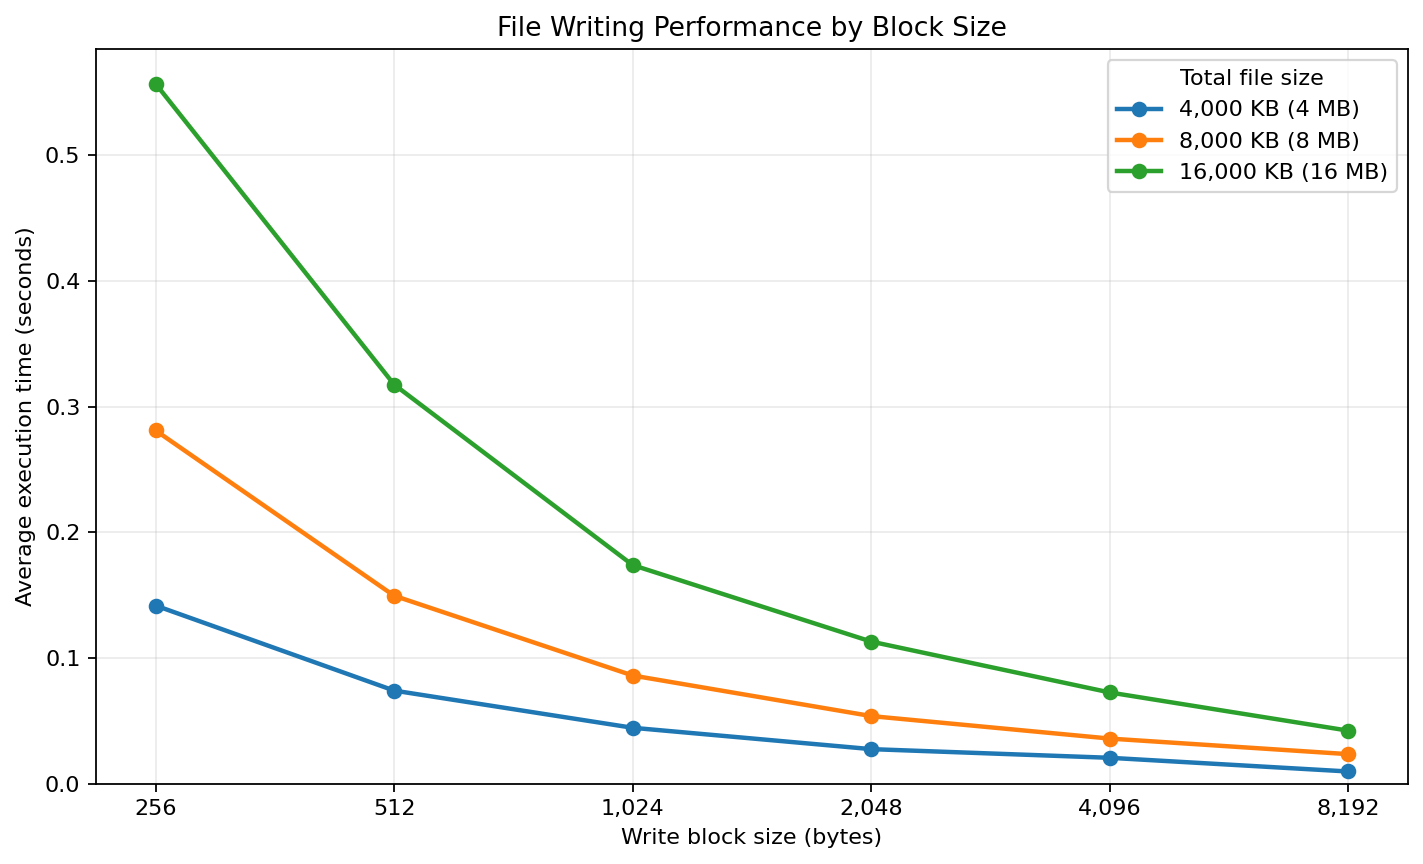 File Writing Performance by Block Size
Total file size
4,000 KB (4 MB)
8,000 KB (8 MB)
16,000 KB (16 MB)
Average execution time (seconds)
0.5
0.4
0.3
0.2
0.1
0.0
256
512
1,024
2,048
4,096
8,192
Write block size (bytes)